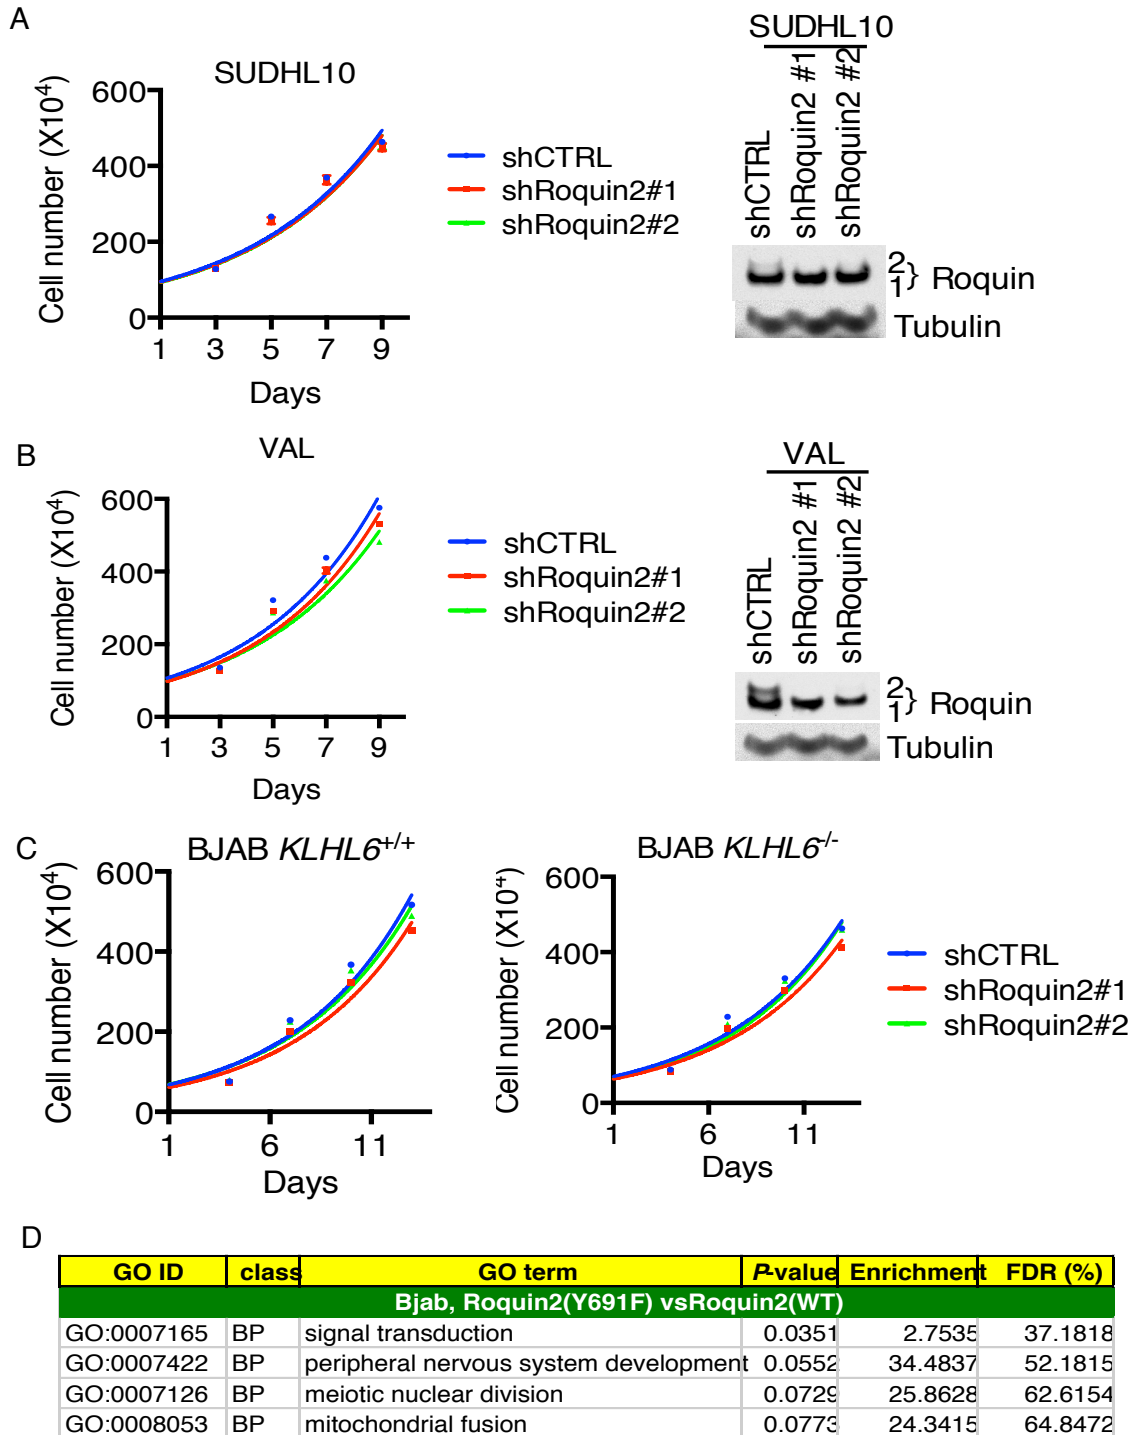 A
SUDHL10
Cell number (X10⁴)
600
400
200
0
1 3 5 7 9
Days
shCTRL
shRoquin2#1
shRoquin2#2
SUDHL10
shCTRL
shRoquin2 #1
shRoquin2 #2
2
1
} Roquin
Tubulin
B
VAL
Cell number (X10⁴)
600
400
200
0
1 3 5 7 9
Days
shCTRL
shRoquin2#1
shRoquin2#2
VAL
shCTRL
shRoquin2 #1
shRoquin2 #2
2
1
} Roquin
Tubulin
C
BJAB KLHL6+/+
Cell number (X10⁴)
600
400
200
0
1 6 11
Days
BJAB KLHL6-/-
Cell number (X10⁴)
600
400
200
0
1 6 11
Days
shCTRL
shRoquin2#1
shRoquin2#2
D
GO ID class GO term P-value Enrichment FDR (%)
Bjab, Roquin2(Y691F) vsRoquin2(WT)
GO:0007165 BP signal transduction 0.0351 2.7535 37.1818
GO:0007422 BP peripheral nervous system development 0.0552 34.4837 52.1815
GO:0007126 BP meiotic nuclear division 0.0729 25.8628 62.6154
GO:0008053 BP mitochondrial fusion 0.0773 24.3415 64.8472